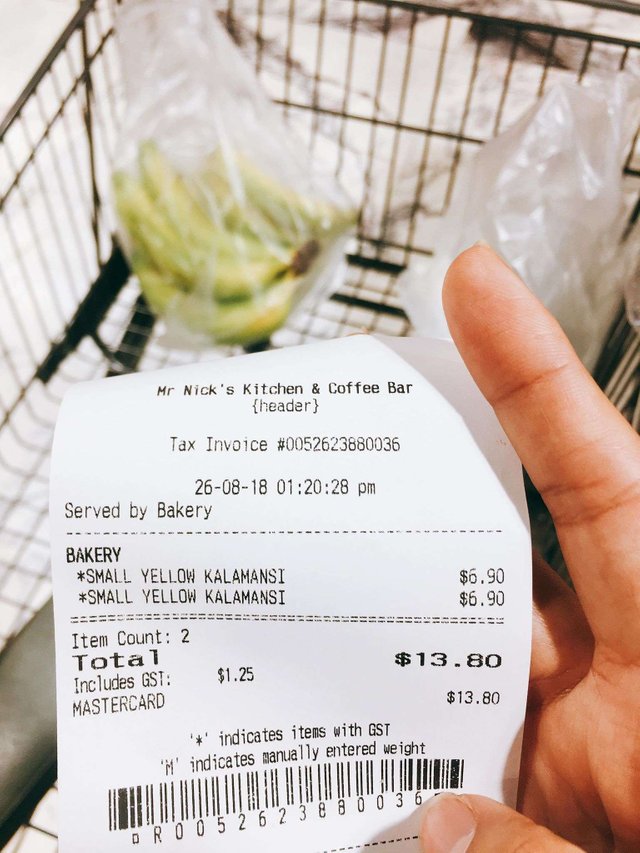 Mr Nick's Kitchen & Coffee Bar
{header}
Tax Invoice #0052623880036
26-08-18 01:20:28 pm
Served by Bakery
BAKERY
*SMALL YELLOW KALAMANSI $6.90
*SMALL YELLOW KALAMANSI $6.90
Item Count: 2
Total $13.80
Includes GST: $1.25
MASTERCARD $13.80
'*' indicates items with GST
'M' indicates manually entered weight
R0052623880036